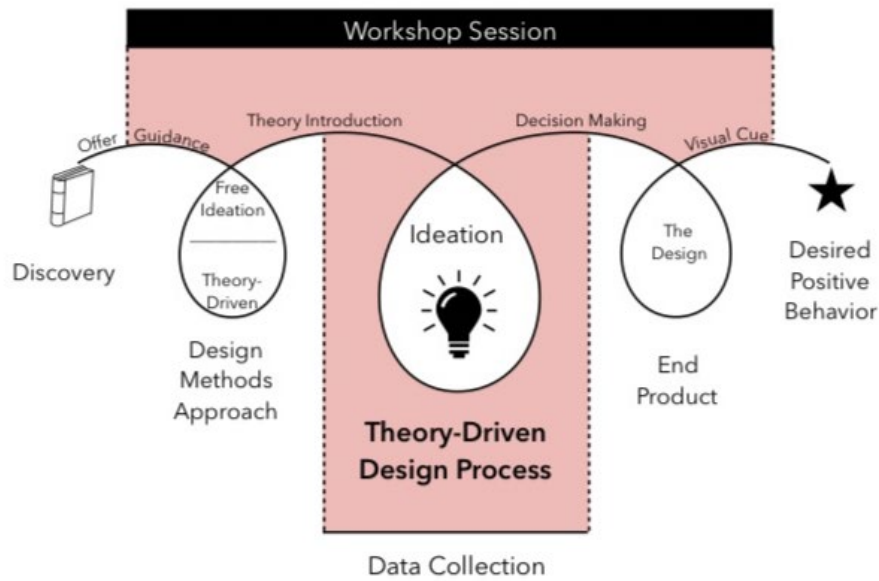 Workshop Session
Offer
Guidance
Theory Introduction
Decision Making
Visual Cue
Discovery
Free
Ideation
Theory-
Driven
Design
Methods
Approach
Ideation
Theory-Driven
Design Process
Data Collection
The
Design
End
Product
Desired
Positive
Behavior